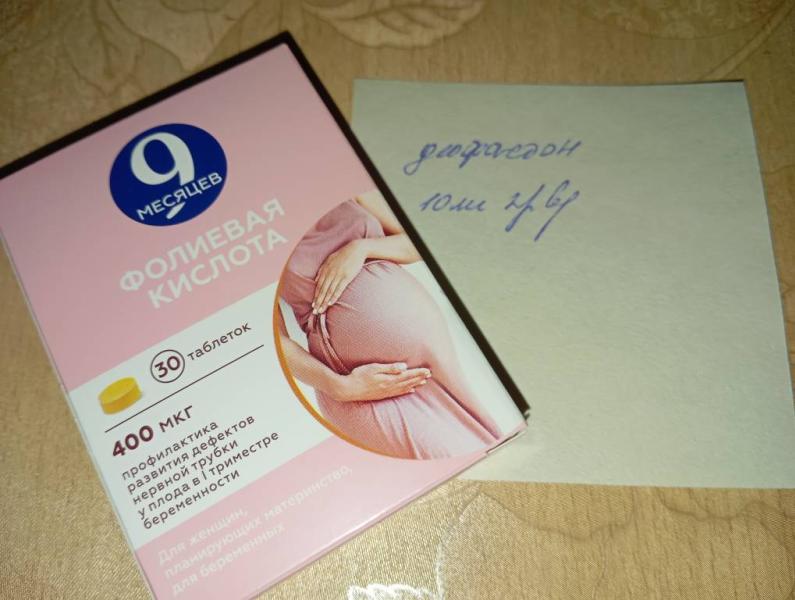 9
МЕСЯЦЕВ
ФОЛИЕВАЯ
КИСЛОТА
30 таблеток
400 мкг
профилактика
развития дефектов
нервной трубки
у плода в I триместре
беременности
Для женщин,
планирующих материнство,
для беременных
дюфастон
10мг